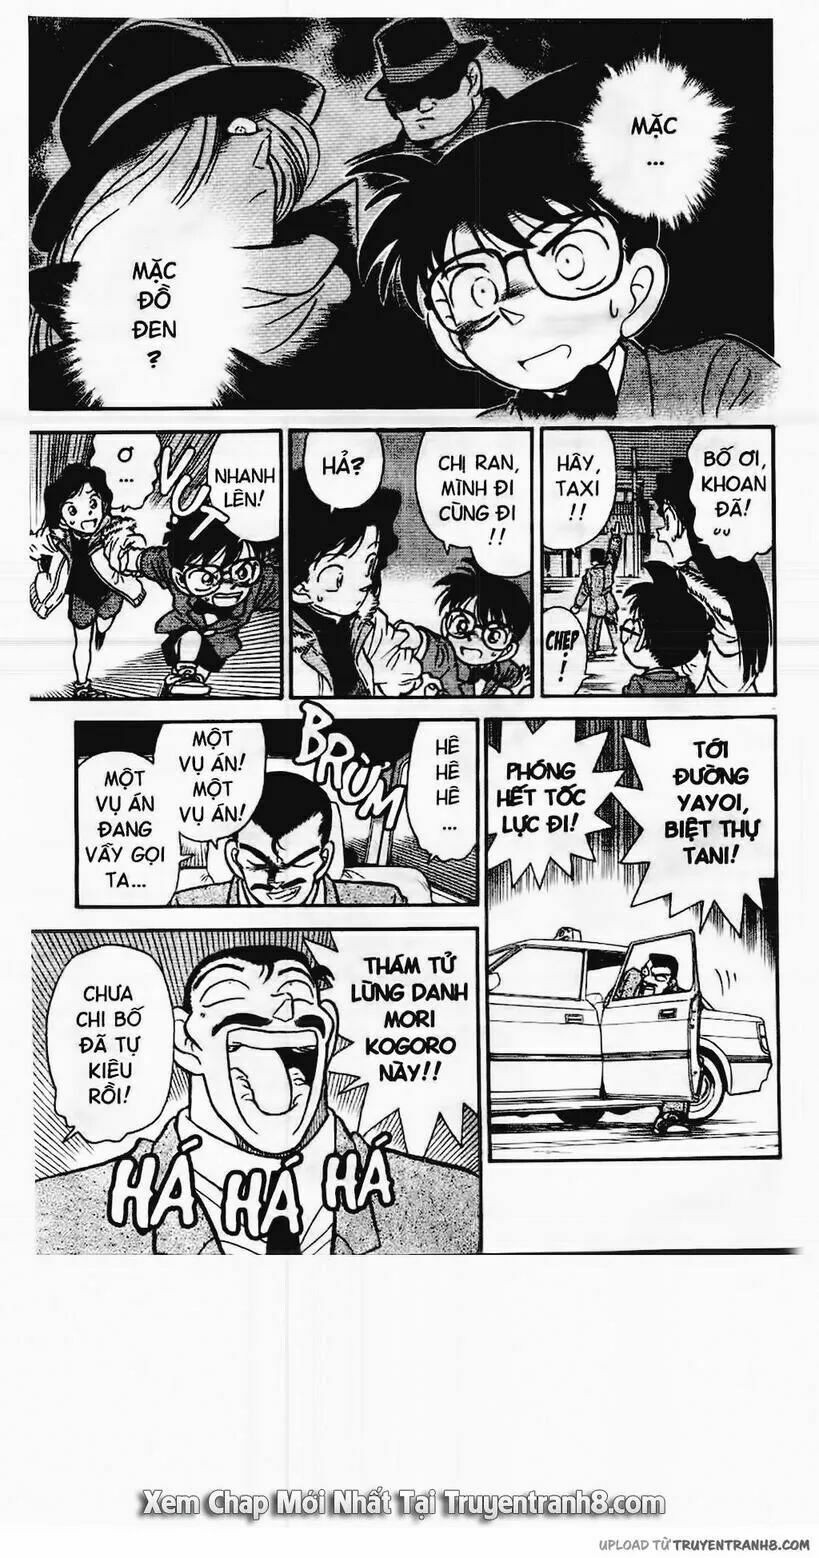 MẶC
...
MẶC
ĐỒ
ĐEN
?
BỐ ƠI,
KHOAN
ĐÃ!
HÂY,
TAXI
!!
CHẸP
!
CHỊ RAN,
MÌNH ĐI
CÙNG ĐI
!!
HẢ?
NHANH
LÊN!
VỤT
Ơ
...
TỚI
ĐƯỜNG
YAYOI,
BIỆT THỰ
TANI!
PHÓNG
HẾT TỐC
LỰC ĐI!
HÊ
HÊ
HÊ
...
BRỪM
MỘT
VỤ ÁN!
MỘT
VỤ ÁN!
MỘT
VỤ ÁN
ĐANG
VẪY GỌI
TA...
THÁM TỬ
LỪNG DANH
MORI
KOGORO
NÀY!!
CHƯA
CHI BỐ
ĐÃ TỰ
KIÊU
RỒI!
HÁ HÁ HÁ
Xem Chap Mới Nhất Tại Truyentranh8.com
UPLOAD TỪ TRUYENTRANH8.COM